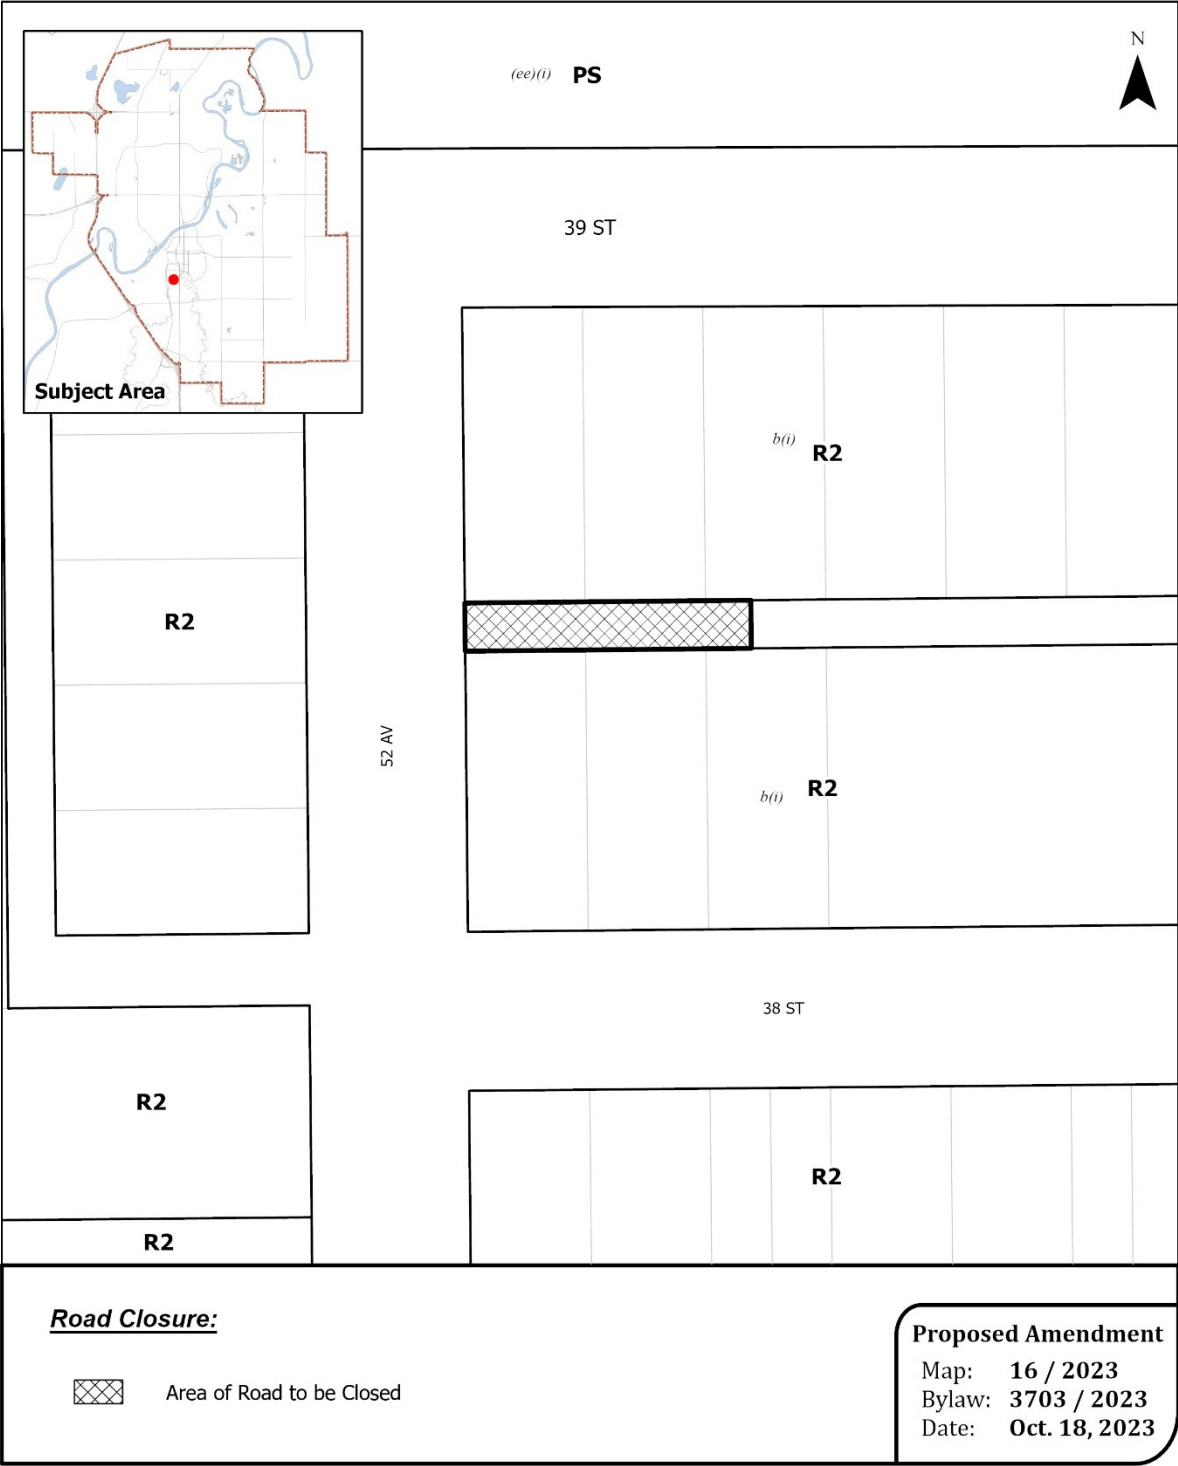 N
(ee)(i) PS
39 ST
Subject Area
b(i) R2
R2
52 AV
b(i) R2
38 ST
R2
R2
R2
Road Closure:
Area of Road to be Closed
Proposed Amendment
Map: 16 / 2023
Bylaw: 3703 / 2023
Date: Oct. 18, 2023